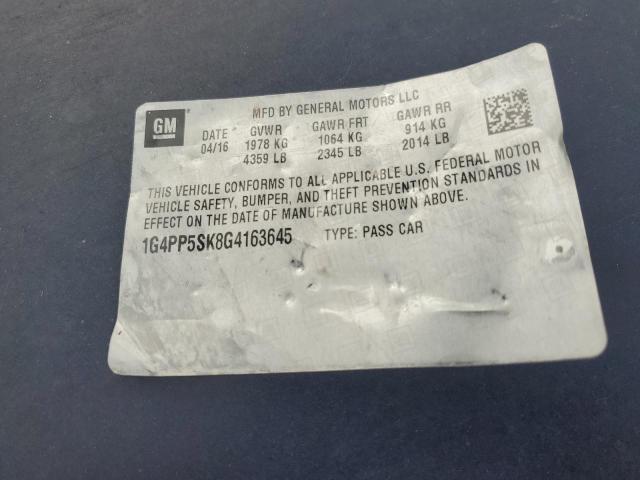 GM
MFD BY GENERAL MOTORS LLC
DATE GVWR GAWR FRT GAWR RR
04/16 1978 KG 1064 KG 914 KG
4359 LB 2345 LB 2014 LB
THIS VEHICLE CONFORMS TO ALL APPLICABLE U.S. FEDERAL MOTOR
VEHICLE SAFETY, BUMPER, AND THEFT PREVENTION STANDARDS IN
EFFECT ON THE DATE OF MANUFACTURE SHOWN ABOVE.
1G4PP5SK8G4163645 TYPE: PASS CAR